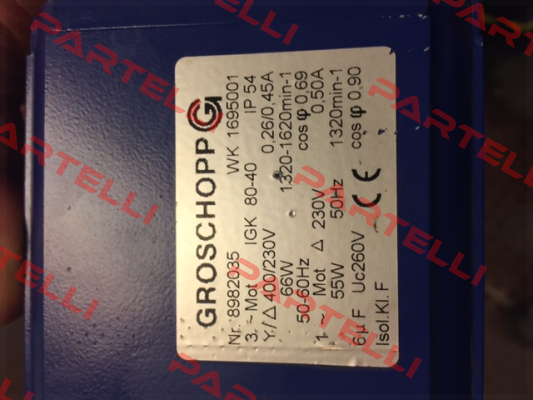 GROSCHOPP G
Nr. 8982035 WK 1695001
3. ~ Mot IGK 80-40 IP 54
Y/Δ 400/230V 0,26/0,45A
66W 1320-1620min-1
50-60Hz cos φ 0,69
1. ~ Mot Δ 230V 0,50A
55W 50Hz 1320min-1
6µF Uc260V CE cos φ 0,90
Isol.Kl. F
PARTELLI
PARTELLI
PARTELLI
PARTELLI
PARTELLI
PARTELLI